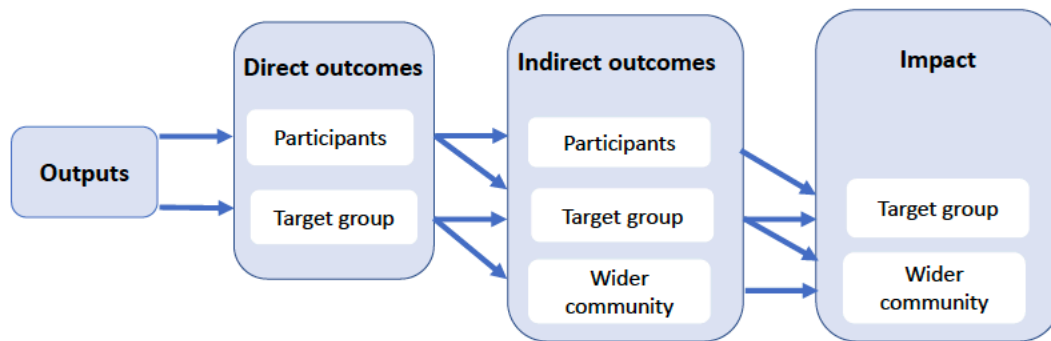 Outputs
Direct outcomes
Participants
Target group
Indirect outcomes
Participants
Target group
Wider
community
Impact
Target group
Wider
community